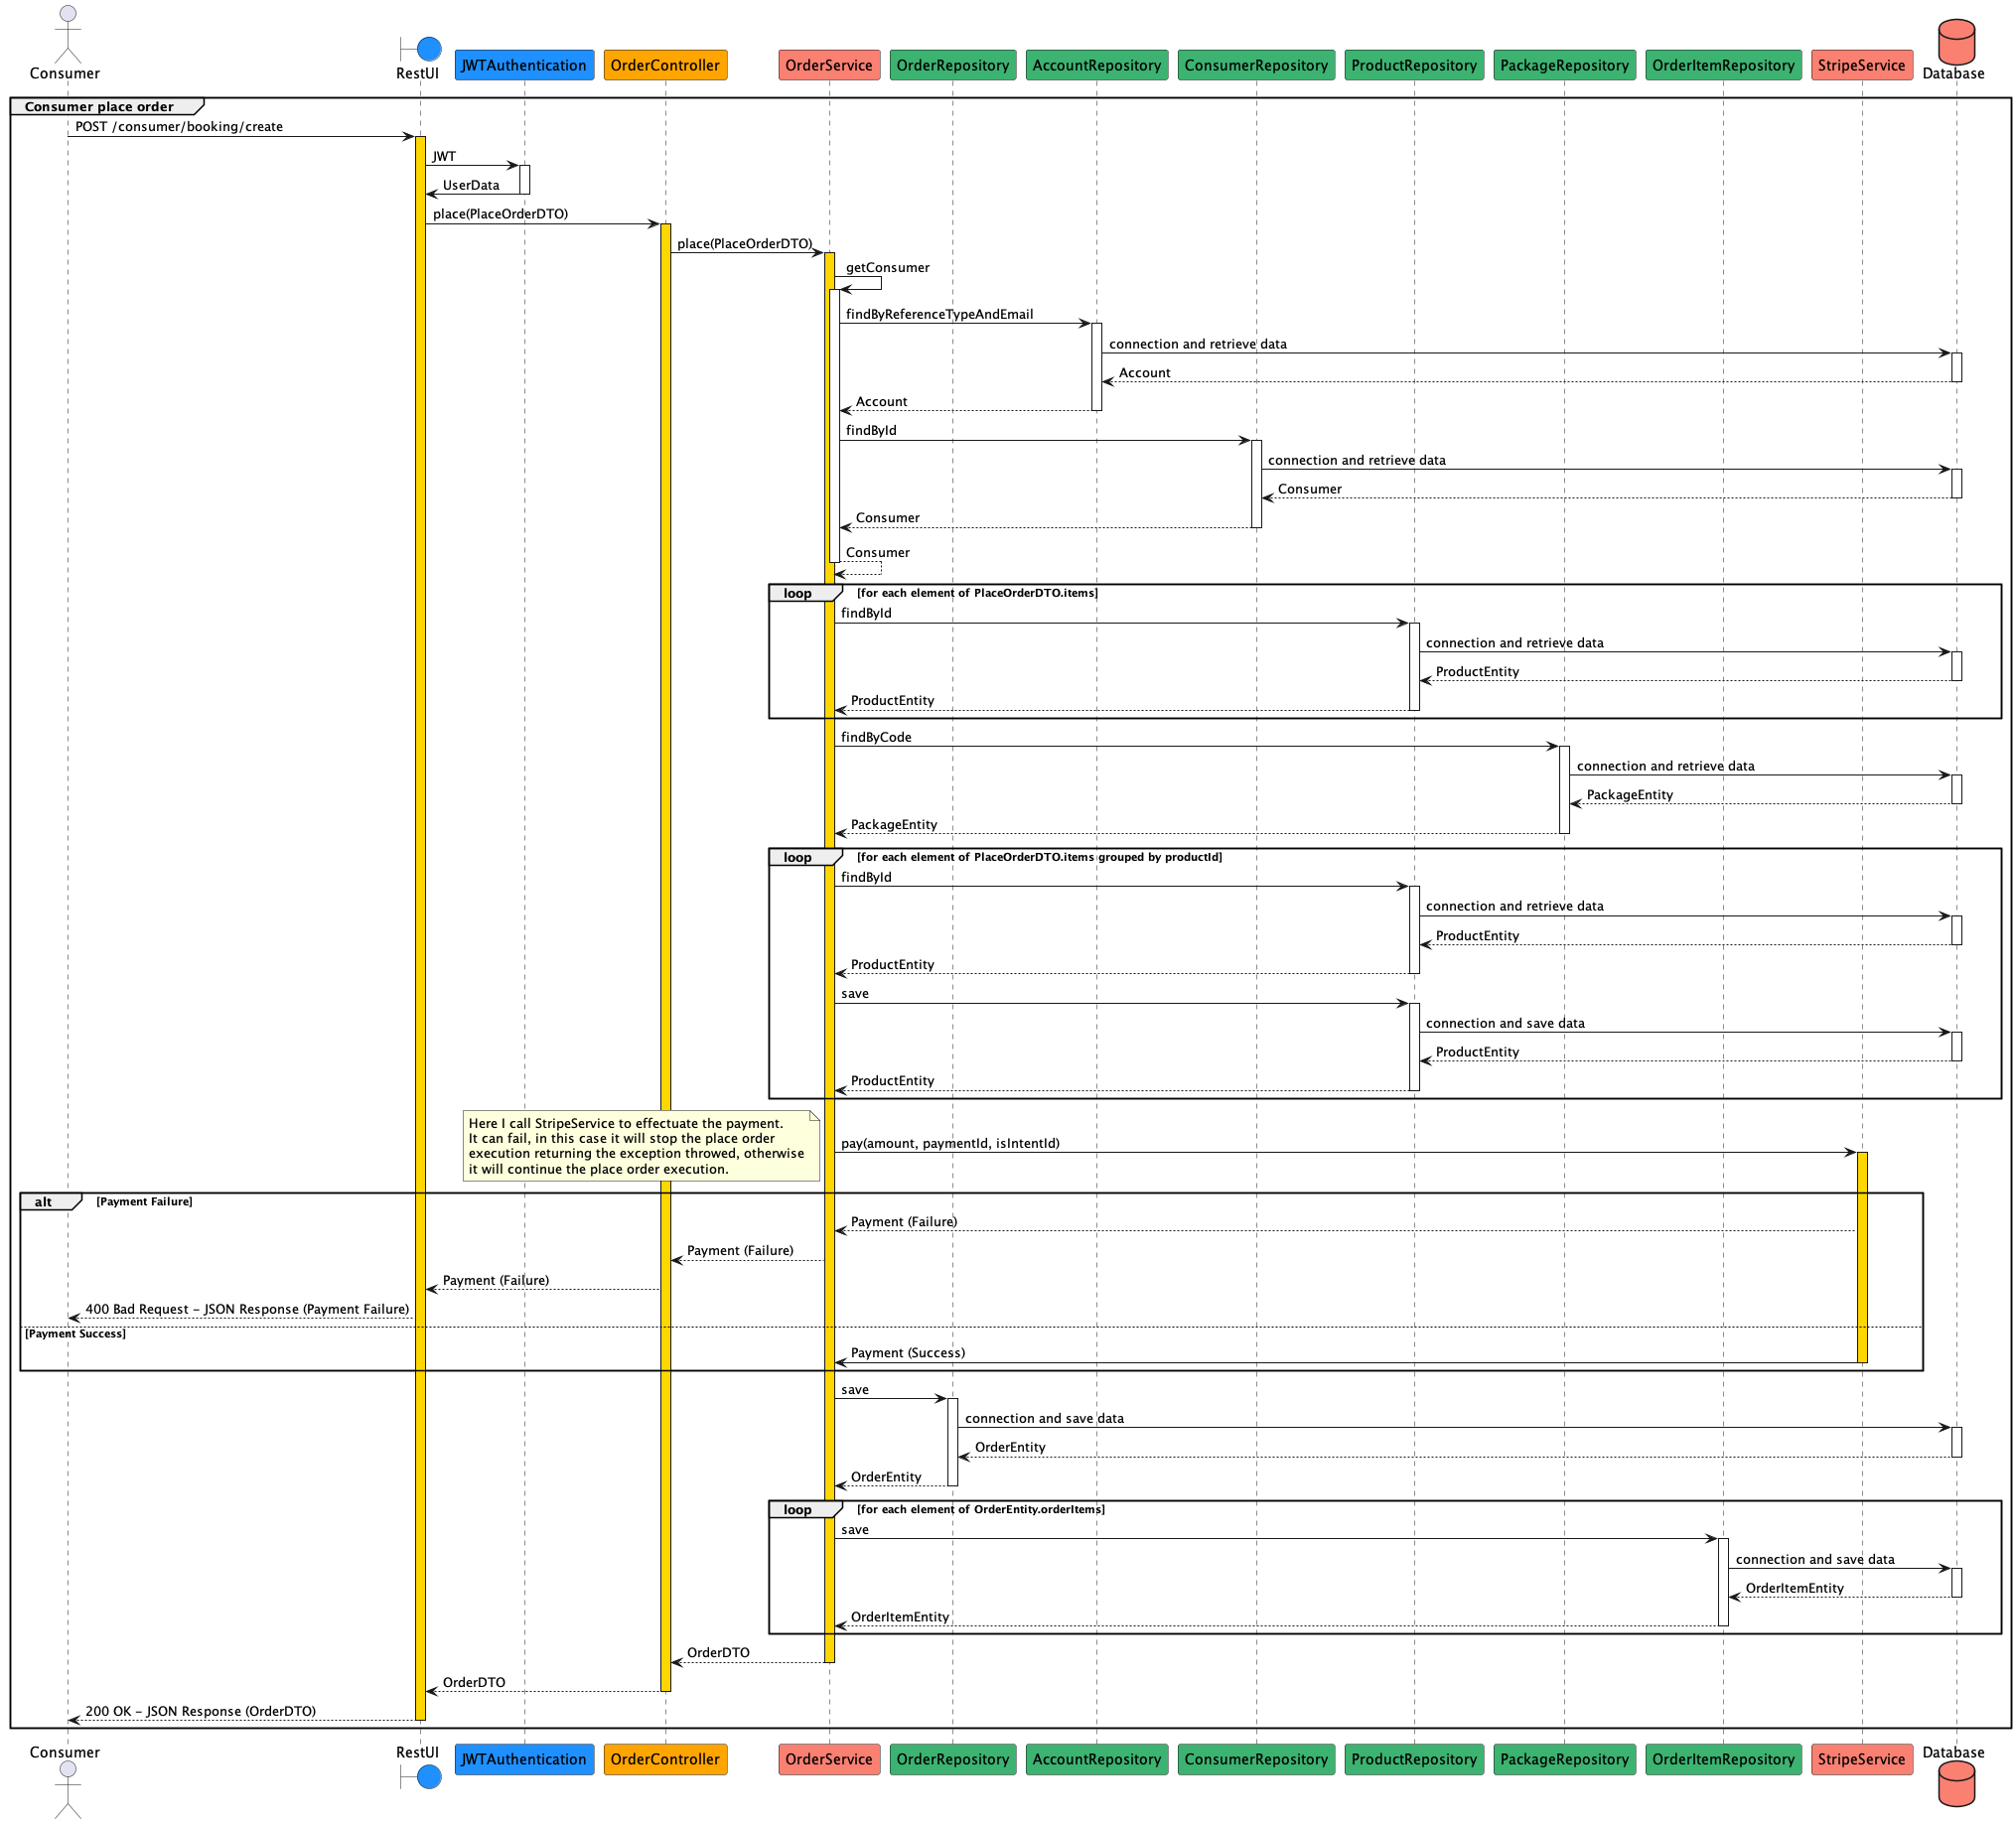 Consumer
RestUI
JWTAuthentication
OrderController
OrderService
OrderRepository
AccountRepository
ConsumerRepository
ProductRepository
PackageRepository
OrderItemRepository
StripeService
Database
Consumer place order
POST /consumer/booking/create
JWT
UserData
place(PlaceOrderDTO)
place(PlaceOrderDTO)
getConsumer
findByReferenceTypeAndEmail
connection and retrieve data
Account
Account
findById
connection and retrieve data
Consumer
Consumer
Consumer
loop
[for each element of PlaceOrderDTO.items]
findById
connection and retrieve data
ProductEntity
ProductEntity
findByCode
connection and retrieve data
PackageEntity
PackageEntity
loop
[for each element of PlaceOrderDTO.items grouped by productId]
findById
connection and retrieve data
ProductEntity
ProductEntity
save
connection and save data
ProductEntity
ProductEntity
Here I call StripeService to effectuate the payment.
It can fail, in this case it will stop the place order
execution returning the exception throwed, otherwise
it will continue the place order execution.
pay(amount, paymentId, isIntentId)
alt
[Payment Failure]
Payment (Failure)
Payment (Failure)
Payment (Failure)
400 Bad Request - JSON Response (Payment Failure)
[Payment Success]
Payment (Success)
save
connection and save data
OrderEntity
OrderEntity
loop
[for each element of OrderEntity.orderItems]
save
connection and save data
OrderItemEntity
OrderItemEntity
OrderDTO
OrderDTO
200 OK - JSON Response (OrderDTO)
Consumer
RestUI
JWTAuthentication
OrderController
OrderService
OrderRepository
AccountRepository
ConsumerRepository
ProductRepository
PackageRepository
OrderItemRepository
StripeService
Database